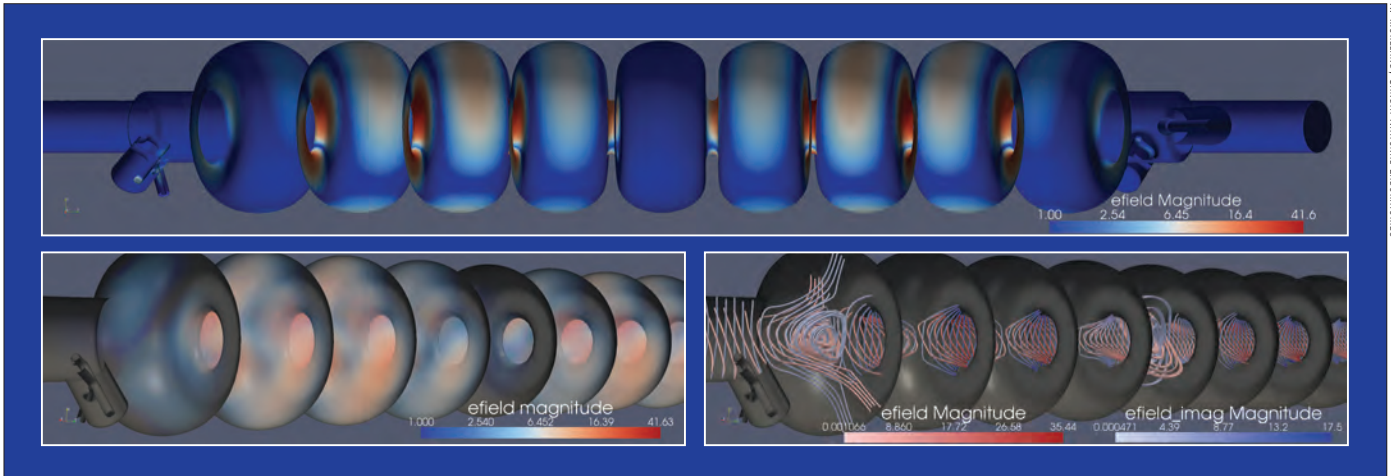 efield Magnitude
1.00 2.54 6.45 16.4 41.6
efield magnitude
1.000 2.540 6.452 16.39 41.63
efield Magnitude
0.001066 8.860 17.72 26.58 35.44
efield_imag Magnitude
0.000471 4.39 8.77 13.2 17.5